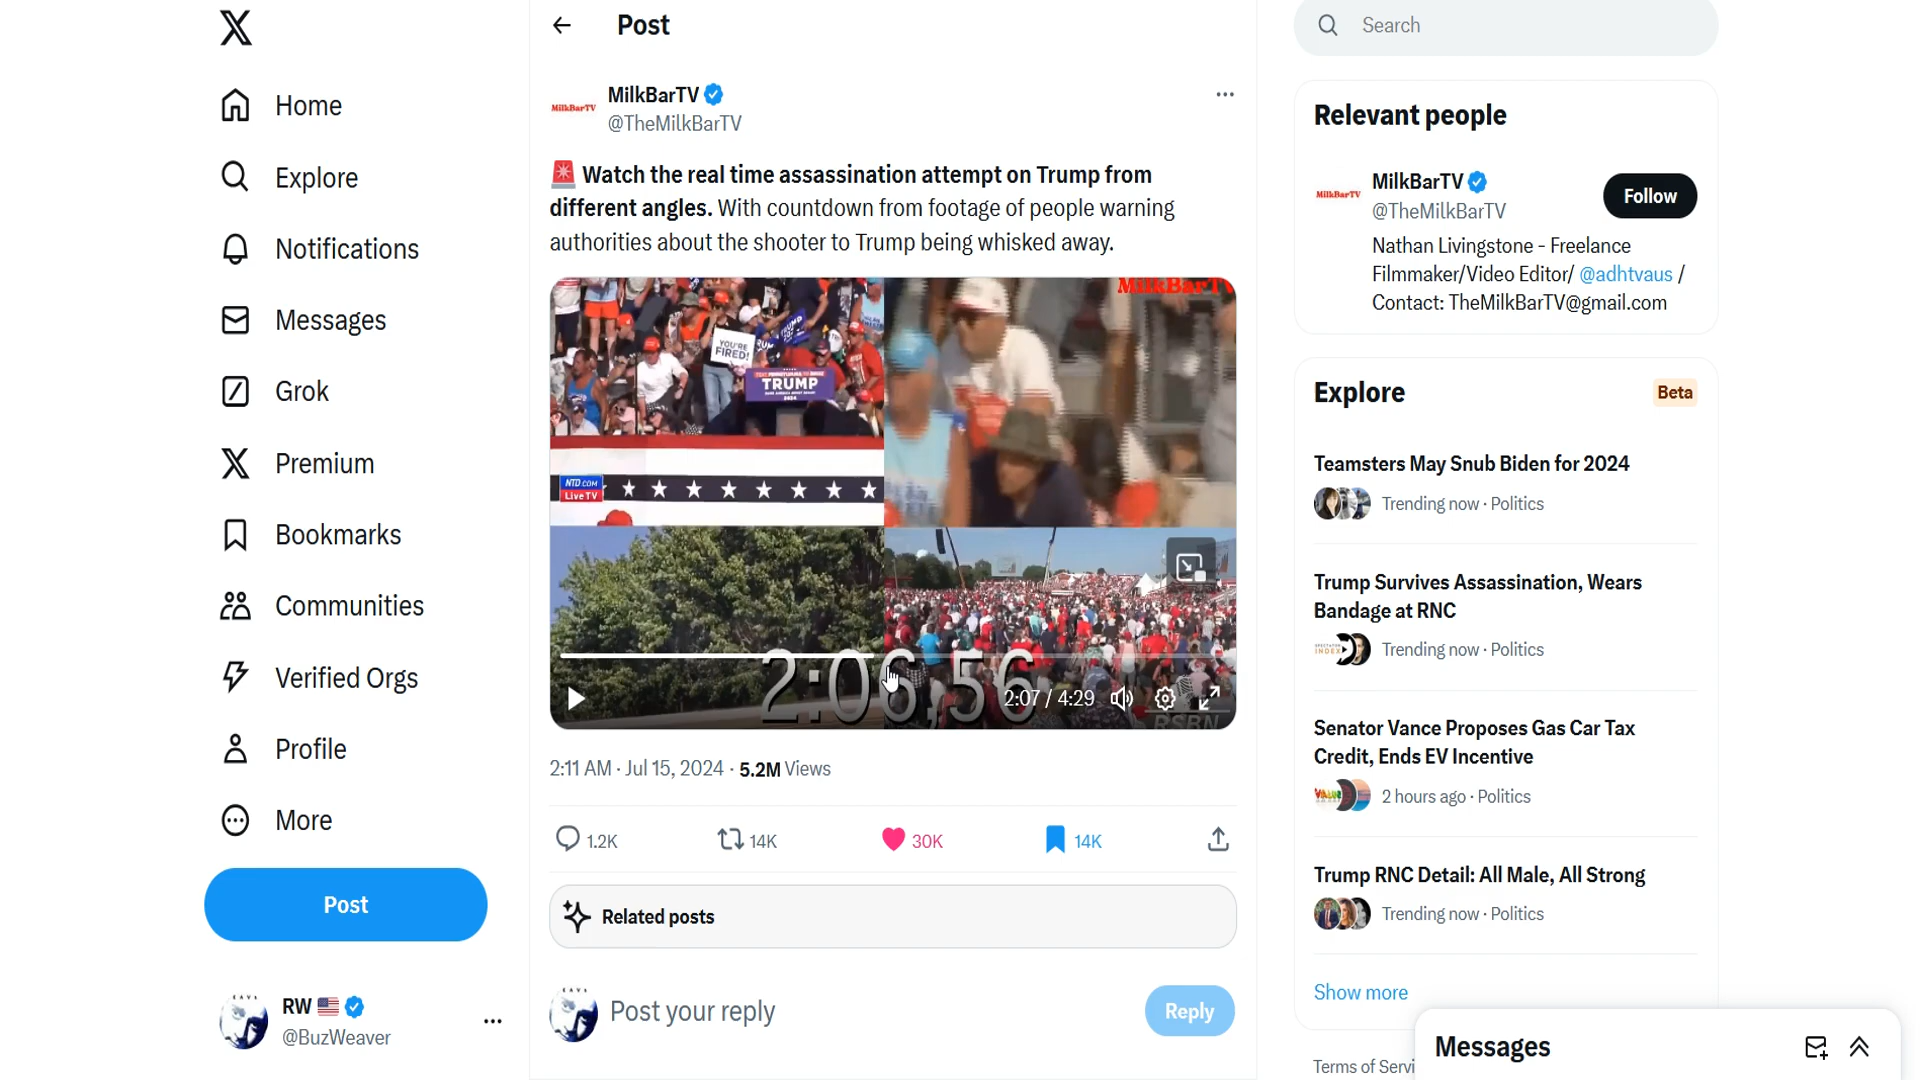 Home
Explore
Notifications
Messages
Grok
Premium
Bookmarks
Communities
Verified Orgs
Profile
More
Post
RW
@BuzWeaver
Post
MilkBarTV
MilkBarTV
@TheMilkBarTV
Watch the real time assassination attempt on Trump from
different angles. With countdown from footage of people warning
authorities about the shooter to Trump being whisked away.
MilkBarTV
YOU'RE
FIRED!
TRUMP
TRUMP
2024
NTD.COM
Live TV
2:06,56
2:07 / 4:29
RSBN
2:11 AM · Jul 15, 2024 · 5.2M Views
1.2K
14K
30K
14K
Related posts
Post your reply
Reply
Search
Relevant people
MilkBarTV
MilkBarTV
@TheMilkBarTV
Follow
Nathan Livingstone - Freelance
Filmmaker/Video Editor/ @adhtvaus /
Contact: TheMilkBarTV@gmail.com
Explore
Beta
Teamsters May Snub Biden for 2024
Trending now · Politics
Trump Survives Assassination, Wears
Bandage at RNC
INDEX
Trending now · Politics
Senator Vance Proposes Gas Car Tax
Credit, Ends EV Incentive
2 hours ago · Politics
Trump RNC Detail: All Male, All Strong
Trending now · Politics
Show more
Terms of Servi
Messages